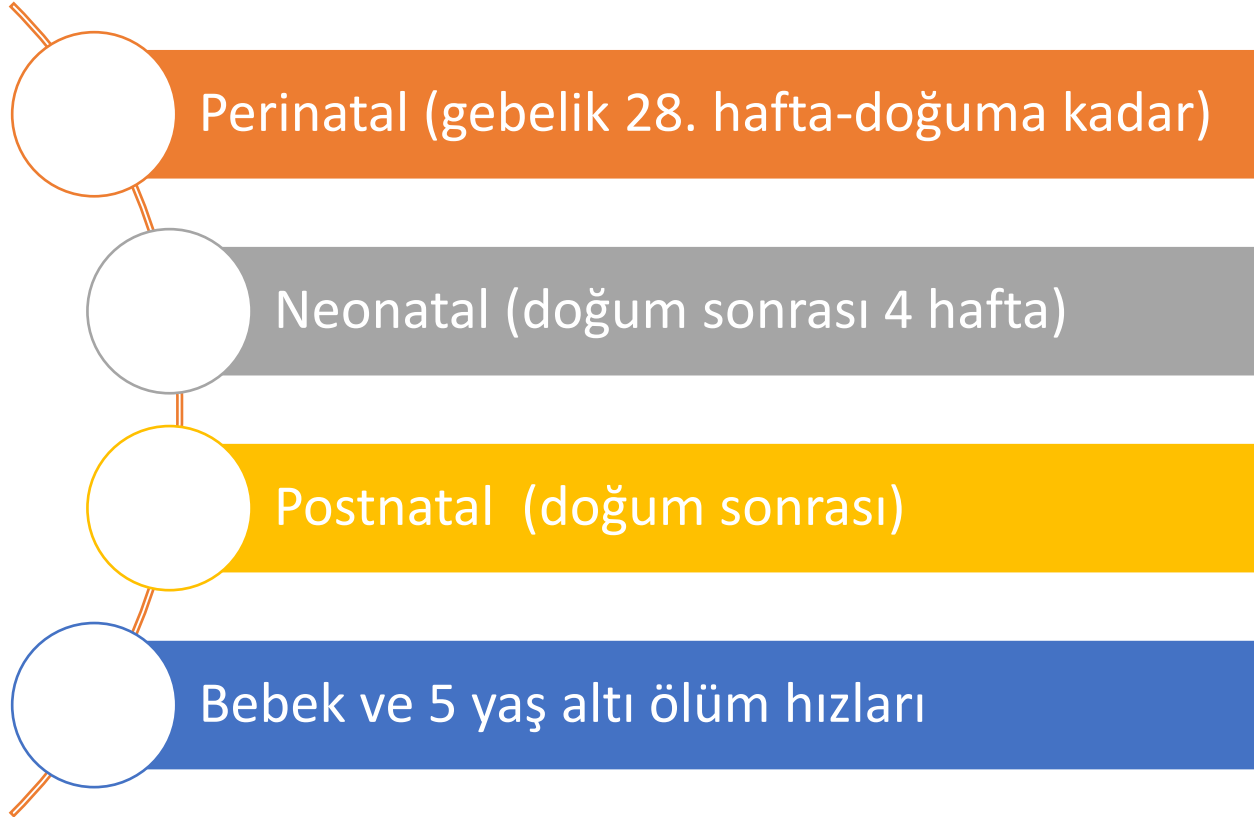 Perinatal (gebelik 28. hafta-doğuma kadar)
Neonatal (doğum sonrası 4 hafta)
Postnatal  (doğum sonrası)
Bebek ve 5 yaş altı ölüm hızları